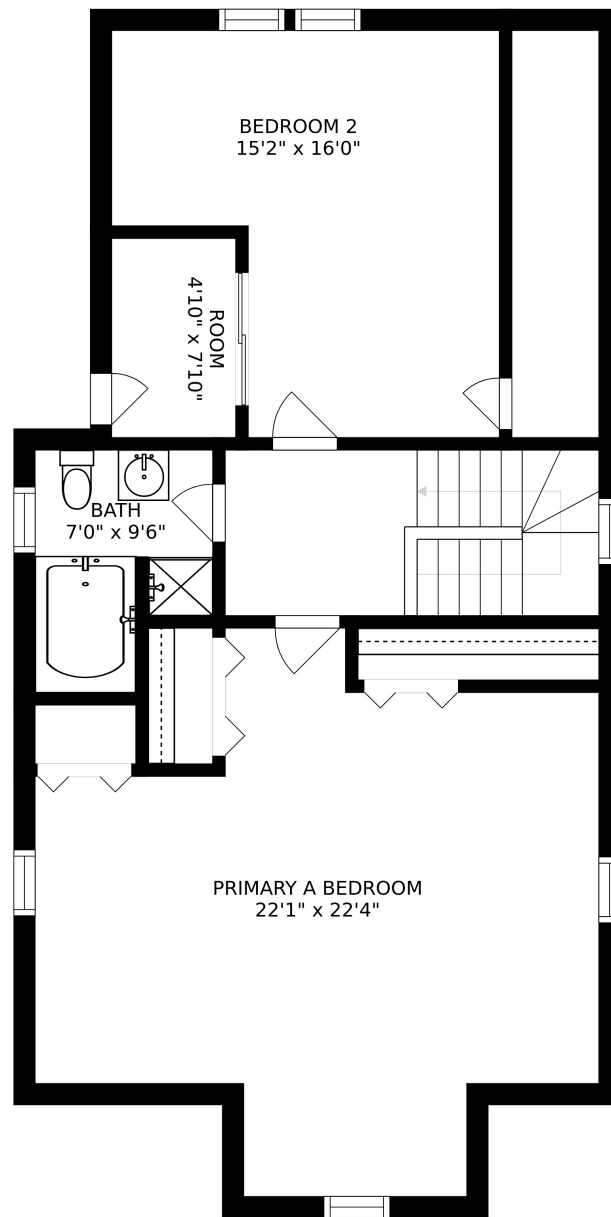 BEDROOM 2
15'2" x 16'0"
ROOM
4'10" x 7'10"
BATH
7'0" x 9'6"
PRIMARY A BEDROOM
22'1" x 22'4"